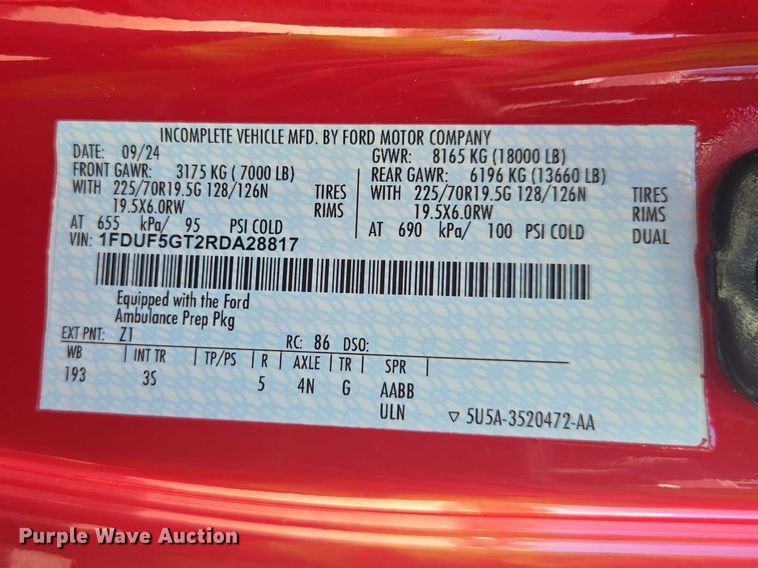 INCOMPLETE VEHICLE MFD. BY FORD MOTOR COMPANY
DATE: 09/24 GVWR: 8165 KG (18000 LB)
FRONT GAWR: 3175 KG ( 7000 LB) REAR GAWR: 6196 KG (13660 LB)
WITH 225/70R19.5G 128/126N TIRES WITH 225/70R19.5G 128/126N TIRES
19.5X6.0RW RIMS 19.5X6.0RW RIMS
AT 655 kPa/ 95 PSI COLD AT 690 kPa/ 100 PSI COLD DUAL
VIN: 1FDUF5GT2RDA28817
Equipped with the Ford
Ambulance Prep Pkg
EXT PNT: Z1 RC: 86 DSO:
WB INT TR TP/PS R AXLE TR SPR
193 3S 5 4N G AABB
ULN ▽ 5U5A-3520472-AA
Purple Wave Auction